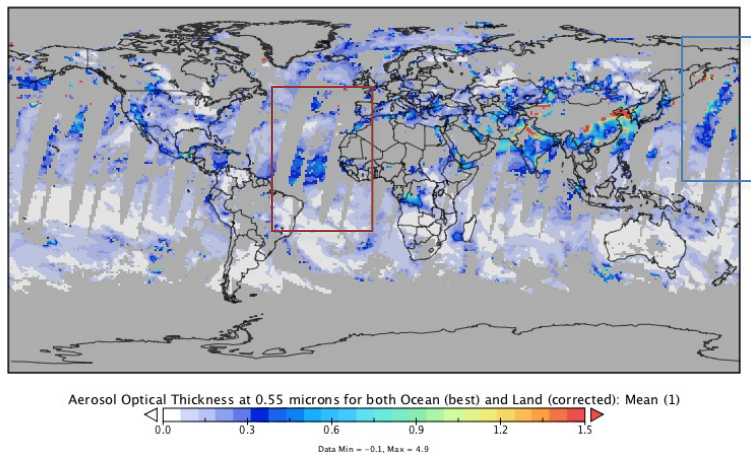 Aerosol Optical Thickness at 0.55 microns for both Ocean (best) and Land (corrected): Mean (1)
0.0 0.3 0.6 0.9 1.2 1.5
Data Min = -0.1, Max = 4.9